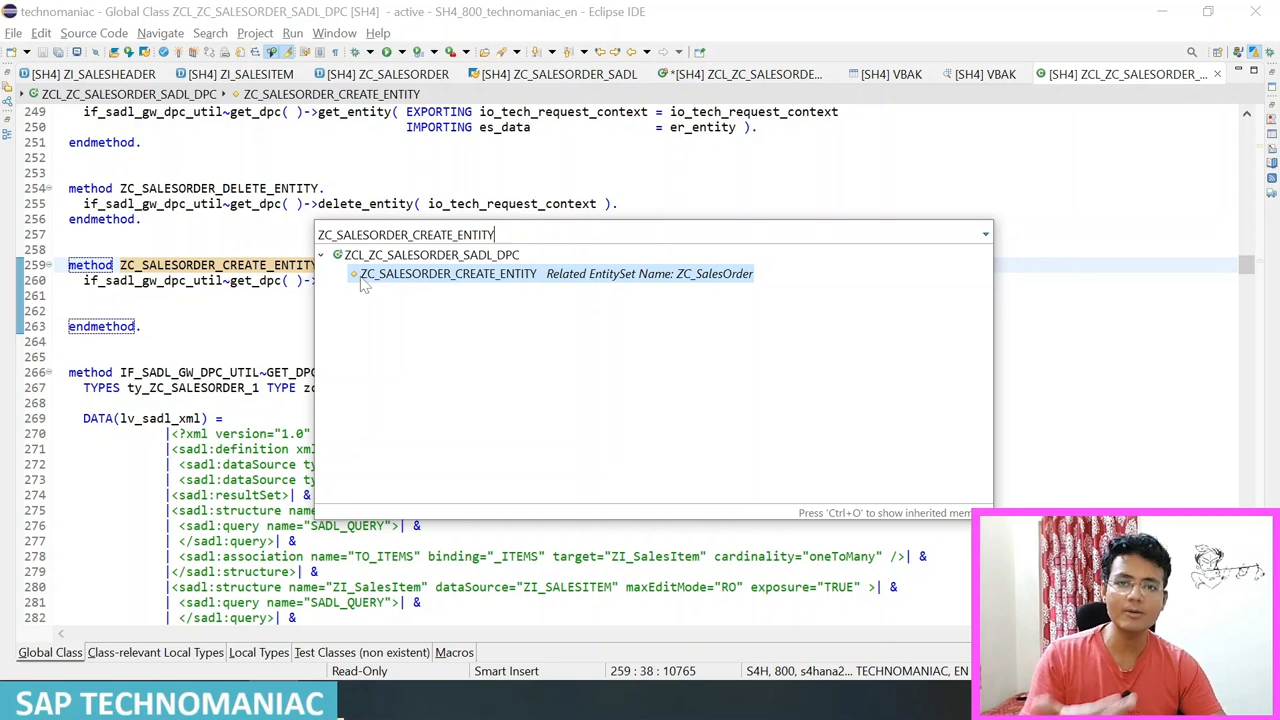 technomaniac - Global Class ZCL_ZC_SALESORDER_SADL_DPC [SH4] - active - SH4_800_technomaniac_en - Eclipse IDE
File Edit Source Code Navigate Search Project Run Window Help
[SH4] ZI_SALESHEADER [SH4] ZI_SALESITEM [SH4] ZC_SALESORDER [SH4] ZC_SALESORDER_SADL *[SH4] ZCL_ZC_SALESORDE... [SH4] VBAK [SH4] VBAK [SH4] ZCL_ZC_SALESORDER_...
ZCL_ZC_SALESORDER_SADL_DPC ZC_SALESORDER_CREATE_ENTITY
249 if_sadl_gw_dpc_util~get_dpc( )->get_entity( EXPORTING io_tech_request_context = io_tech_request_context
250 IMPORTING es_data = er_entity ).
251 endmethod.
252
253
254 method ZC_SALESORDER_DELETE_ENTITY.
255 if_sadl_gw_dpc_util~get_dpc( )->delete_entity( io_tech_request_context ).
256 endmethod.
257
258
259 method ZC_SALESORDER_CREATE_ENTITY
260 if_sadl_gw_dpc_util~get_dpc( )->
261
262
263 endmethod.
264
265
266 method IF_SADL_GW_DPC_UTIL~GET_DPC
267 TYPES ty_ZC_SALESORDER_1 TYPE zc
268
269 DATA(lv_sadl_xml) =
270 |<?xml version="1.0"
271 |<sadl:definition xml
272 | <sadl:dataSource ty
273 | <sadl:dataSource ty
274 |<sadl:resultSet>| &
275 |<sadl:structure name
276 | <sadl:query name="SADL_QUERY">| &
277 | </sadl:query>| &
278 | <sadl:association name="TO_ITEMS" binding="_ITEMS" target="ZI_SalesItem" cardinality="oneToMany" />| &
279 |</sadl:structure>| &
280 |<sadl:structure name="ZI_SalesItem" dataSource="ZI_SALESITEM" maxEditMode="RO" exposure="TRUE" >| &
281 | <sadl:query name="SADL_QUERY">| &
282 | </sadl:query>| &
ZC_SALESORDER_CREATE_ENTITY
ZCL_ZC_SALESORDER_SADL_DPC
ZC_SALESORDER_CREATE_ENTITY Related EntitySet Name: ZC_SalesOrder
Press 'Ctrl+O' to show inherited mem
Global Class Class-relevant Local Types Local Types Test Classes (non existent) Macros
Read-Only Smart Insert 259 : 38 : 10765 S4H, 800, s4hana2... TECHNOMANIAC, EN
SAP TECHNOMANIAC